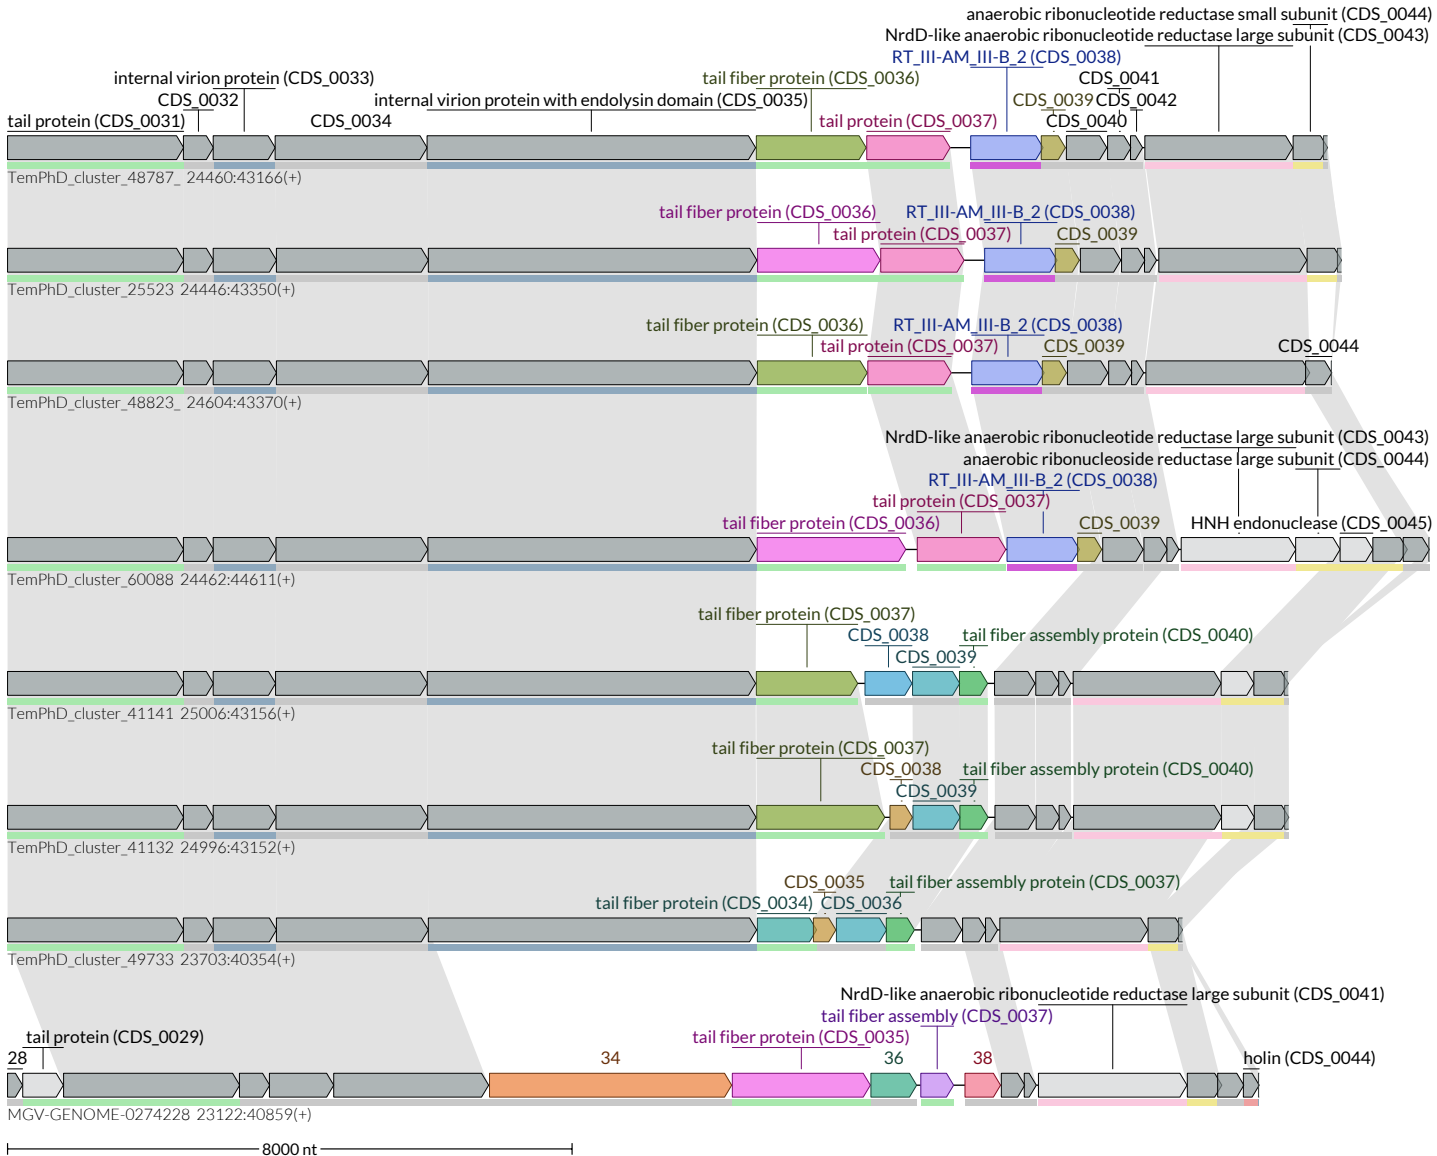 anaerobic ribonucleotide reductase small subunit (CDS_0044)
NrdD-like anaerobic ribonucleotide reductase large subunit (CDS_0043)
RT_III-AM_III-B_2 (CDS_0038)
internal virion protein (CDS_0033) tail fiber protein (CDS_0036) CDS_0041
CDS_0032 internal virion protein with endolysin domain (CDS_0035) CDS_0039 CDS_0042
tail protein (CDS_0031) CDS_0034 tail protein (CDS_0037) CDS_0040
TemPhD_cluster_48787_ 24460:43166(+)
tail fiber protein (CDS_0036) RT_III-AM_III-B_2 (CDS_0038)
tail protein (CDS_0037) CDS_0039
TemPhD_cluster_25523 24446:43350(+)
tail fiber protein (CDS_0036) RT_III-AM_III-B_2 (CDS_0038)
tail protein (CDS_0037) CDS_0039 CDS_0044
TemPhD_cluster_48823_ 24604:43370(+)
NrdD-like anaerobic ribonucleotide reductase large subunit (CDS_0043)
anaerobic ribonucleoside reductase large subunit (CDS_0044)
RT_III-AM_III-B_2 (CDS_0038)
tail protein (CDS_0037)
tail fiber protein (CDS_0036) CDS_0039 HNH endonuclease (CDS_0045)
TemPhD_cluster_60088 24462:44611(+)
tail fiber protein (CDS_0037)
CDS_0038 tail fiber assembly protein (CDS_0040)
CDS_0039
TemPhD_cluster_41141 25006:43156(+)
tail fiber protein (CDS_0037)
CDS_0038 tail fiber assembly protein (CDS_0040)
CDS_0039
TemPhD_cluster_41132 24996:43152(+)
CDS_0035 tail fiber assembly protein (CDS_0037)
tail fiber protein (CDS_0034) CDS_0036
TemPhD_cluster_49733 23703:40354(+)
NrdD-like anaerobic ribonucleotide reductase large subunit (CDS_0041)
tail fiber assembly (CDS_0037)
tail protein (CDS_0029) tail fiber protein (CDS_0035)
28 34 36 38 holin (CDS_0044)
MGV-GENOME-0274228 23122:40859(+)
8000 nt